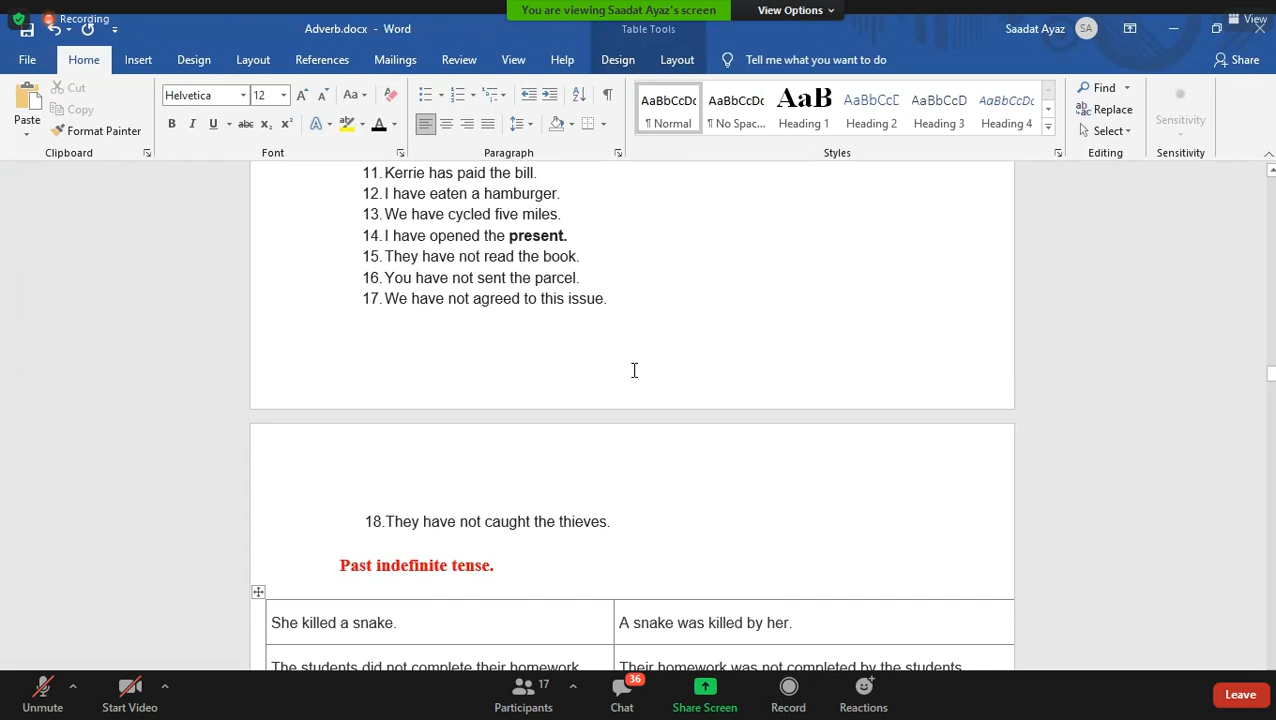 Recording
You are viewing Saadat Ayaz's screen
View Options
View
Adverb.docx - Word
Table Tools
Saadat Ayaz
SA
File
Home
Insert
Design
Layout
References
Mailings
Review
View
Help
Design
Layout
Tell me what you want to do
Share
Paste
Cut
Copy
Format Painter
Clipboard
Helvetica
12
Font
Paragraph
AaBbCcDc
¶ Normal
AaBbCcDc
¶ No Spac...
AaB
Heading 1
AaBbCcD
Heading 2
AaBbCcD
Heading 3
AaBbCcD
Heading 4
Styles
Find
Replace
Select
Editing
Sensitivity
Sensitivity
11. Kerrie has paid the bill.
12. I have eaten a hamburger.
13. We have cycled five miles.
14. I have opened the present.
15. They have not read the book.
16. You have not sent the parcel.
17. We have not agreed to this issue.
18.They have not caught the thieves.
Past indefinite tense.
She killed a snake.
A snake was killed by her.
The students did not complete their homework
Their homework was not completed by the students
Unmute
Start Video
17
Participants
36
Chat
Share Screen
Record
Reactions
Leave